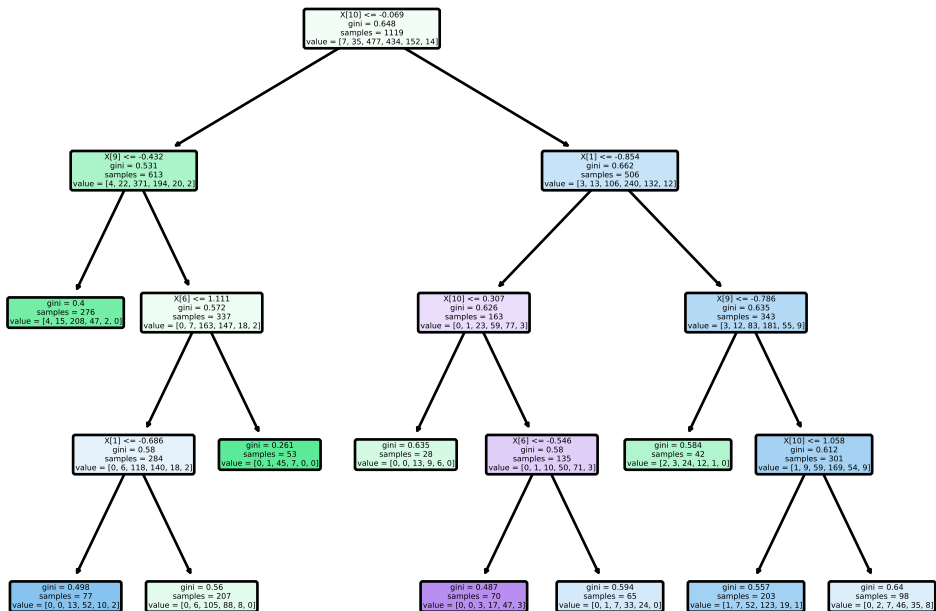 X[10] <= -0.069
gini = 0.648
samples = 1119
value = [7, 35, 477, 434, 152, 14]
X[9] <= -0.432
gini = 0.531
samples = 613
value = [4, 22, 371, 194, 20, 2]
X[1] <= -0.854
gini = 0.662
samples = 506
value = [3, 13, 106, 240, 132, 12]
gini = 0.4
samples = 276
value = [4, 15, 208, 47, 2, 0]
X[6] <= 1.111
gini = 0.572
samples = 337
value = [0, 7, 163, 147, 18, 2]
X[10] <= 0.307
gini = 0.626
samples = 163
value = [0, 1, 23, 59, 77, 3]
X[9] <= -0.786
gini = 0.635
samples = 343
value = [3, 12, 83, 181, 55, 9]
X[1] <= -0.686
gini = 0.58
samples = 284
value = [0, 6, 118, 140, 18, 2]
gini = 0.261
samples = 53
value = [0, 1, 45, 7, 0, 0]
gini = 0.635
samples = 28
value = [0, 0, 13, 9, 6, 0]
X[6] <= -0.546
gini = 0.58
samples = 135
value = [0, 1, 10, 50, 71, 3]
gini = 0.584
samples = 42
value = [2, 3, 24, 12, 1, 0]
X[10] <= 1.058
gini = 0.612
samples = 301
value = [1, 9, 59, 169, 54, 9]
gini = 0.498
samples = 77
value = [0, 0, 13, 52, 10, 2]
gini = 0.56
samples = 207
value = [0, 6, 105, 88, 8, 0]
gini = 0.487
samples = 70
value = [0, 0, 3, 17, 47, 3]
gini = 0.594
samples = 65
value = [0, 1, 7, 33, 24, 0]
gini = 0.557
samples = 203
value = [1, 7, 52, 123, 19, 1]
gini = 0.64
samples = 98
value = [0, 2, 7, 46, 35, 8]